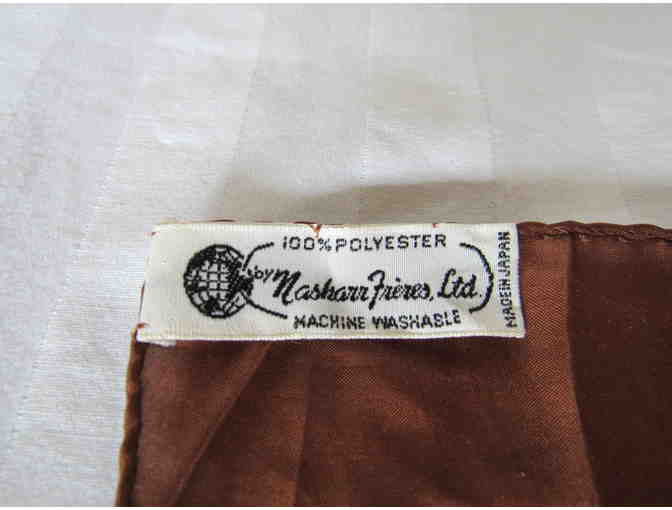 100% POLYESTER
by Nasharr Frères, Ltd.
MACHINE WASHABLE
MADE IN JAPAN